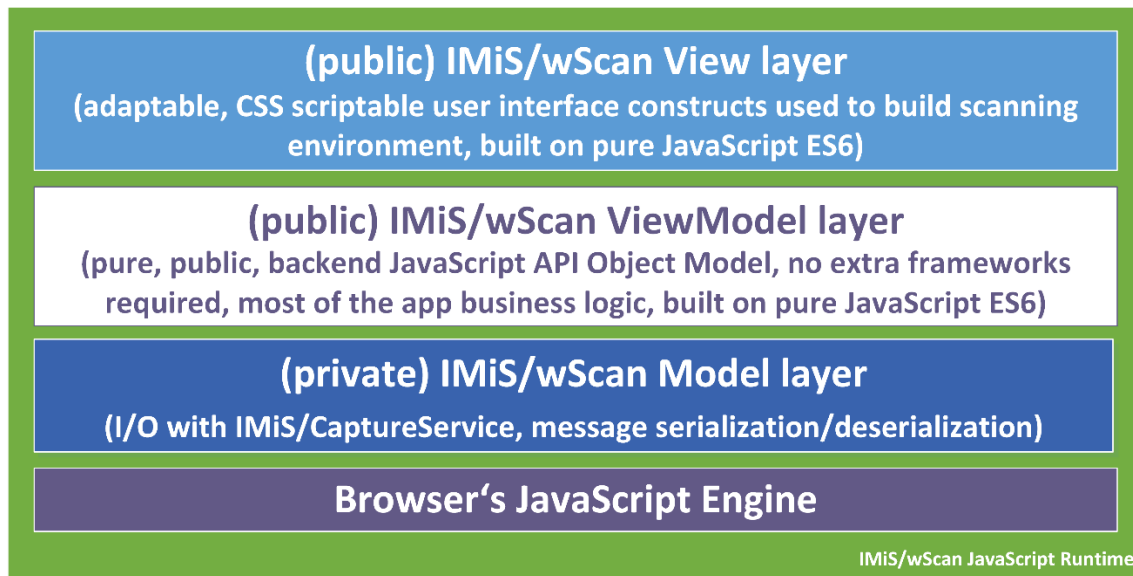 (public) IMiS/wScan View layer
(adaptable, CSS scriptable user interface constructs used to build scanning
environment, built on pure JavaScript ES6)
(public) IMiS/wScan ViewModel layer
(pure, public, backend JavaScript API Object Model, no extra frameworks
required, most of the app business logic, built on pure JavaScript ES6)
(private) IMiS/wScan Model layer
(I/O with IMiS/CaptureService, message serialization/deserialization)
Browser‘s JavaScript Engine
IMiS/wScan JavaScript Runtime